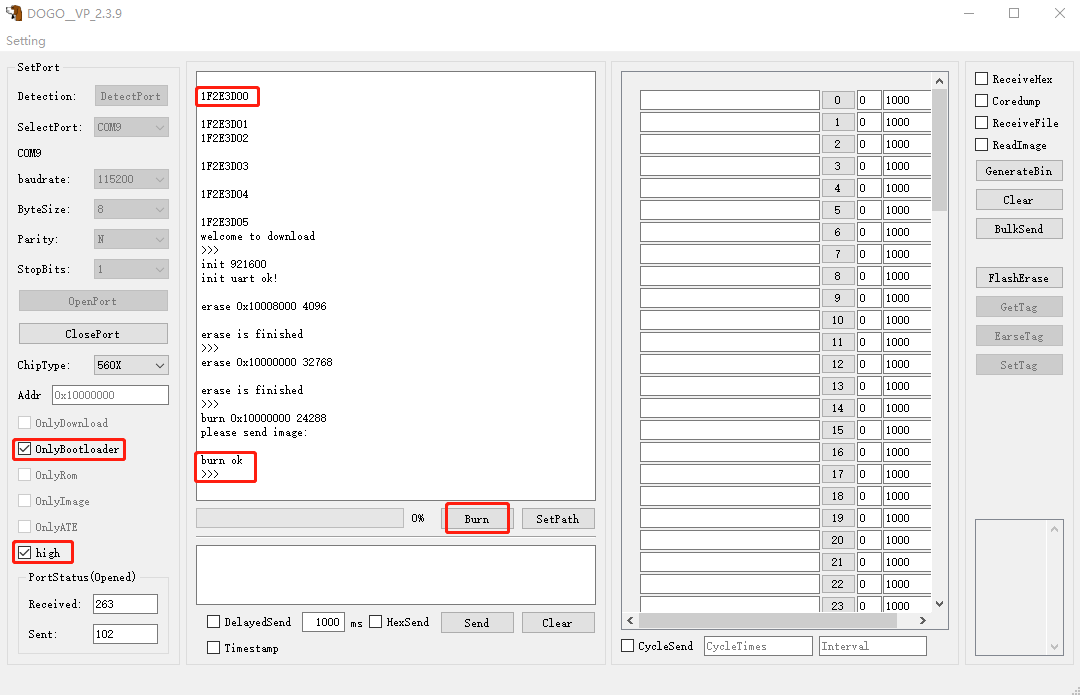 DOGO__VP_2.3.9
Setting
SetPort
Detection: DetectPort
SelectPort: COM9
COM9
baudrate: 115200
ByteSize: 8
Parity: N
StopBits: 1
OpenPort
ClosePort
ChipType: 560X
Addr 0x10000000
OnlyDownload
OnlyBootloader
OnlyRom
OnlyImage
OnlyATE
high
PortStatus(Opened)
Received: 263
Sent: 102
1F2E3D00
1F2E3D01
1F2E3D02
1F2E3D03
1F2E3D04
1F2E3D05
welcome to download
>>>
init 921600
init uart ok!
erase 0x10008000 4096
erase is finished
>>>
erase 0x10000000 32768
erase is finished
>>>
burn 0x10000000 24288
please send image:
burn ok
>>>
0% Burn SetPath
DelayedSend 1000 ms HexSend Send Clear
Timestamp
0 0 1000
1 0 1000
2 0 1000
3 0 1000
4 0 1000
5 0 1000
6 0 1000
7 0 1000
8 0 1000
9 0 1000
10 0 1000
11 0 1000
12 0 1000
13 0 1000
14 0 1000
15 0 1000
16 0 1000
17 0 1000
18 0 1000
19 0 1000
20 0 1000
21 0 1000
22 0 1000
23 0 1000
CycleSend CycleTimes Interval
ReceiveHex
Coredump
ReceiveFile
ReadImage
GenerateBin
Clear
BulkSend
FlashErase
GetTag
EarseTag
SetTag